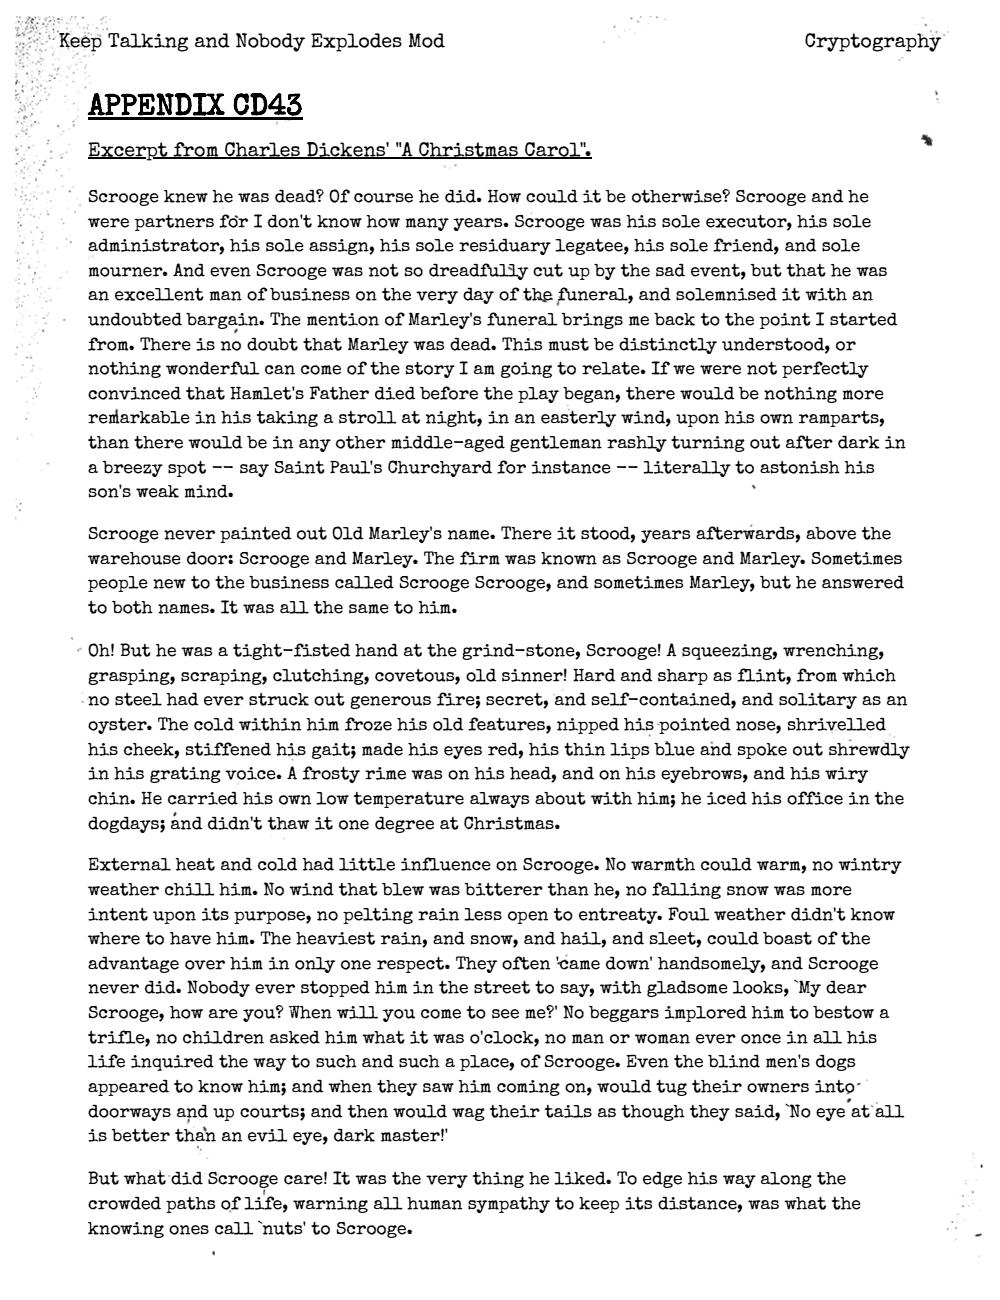 Keep Talking and Nobody Explodes Mod
Cryptography
APPENDIX CD43
Excerpt from Charles Dickens' "A Christmas Carol".
Scrooge knew he was dead? Of course he did. How could it be otherwise? Scrooge and he
were partners for I don't know how many years. Scrooge was his sole executor, his sole
administrator, his sole assign, his sole residuary legatee, his sole friend, and sole
mourner. And even Scrooge was not so dreadfully cut up by the sad event, but that he was
an excellent man of business on the very day of the funeral, and solemnised it with an
undoubted bargain. The mention of Marley's funeral brings me back to the point I started
from. There is no doubt that Marley was dead. This must be distinctly understood, or
nothing wonderful can come of the story I am going to relate. If we were not perfectly
convinced that Hamlet's Father died before the play began, there would be nothing more
remarkable in his taking a stroll at night, in an easterly wind, upon his own ramparts,
than there would be in any other middle-aged gentleman rashly turning out after dark in
a breezy spot -- say Saint Paul's Churchyard for instance -- literally to astonish his
son's weak mind.
Scrooge never painted out Old Marley's name. There it stood, years afterwards, above the
warehouse door: Scrooge and Marley. The firm was known as Scrooge and Marley. Sometimes
people new to the business called Scrooge Scrooge, and sometimes Marley, but he answered
to both names. It was all the same to him.
Oh! But he was a tight-fisted hand at the grind-stone, Scrooge! A squeezing, wrenching,
grasping, scraping, clutching, covetous, old sinner! Hard and sharp as flint, from which
no steel had ever struck out generous fire; secret, and self-contained, and solitary as an
oyster. The cold within him froze his old features, nipped his pointed nose, shrivelled
his cheek, stiffened his gait; made his eyes red, his thin lips blue and spoke out shrewdly
in his grating voice. A frosty rime was on his head, and on his eyebrows, and his wiry
chin. He carried his own low temperature always about with him; he iced his office in the
dogdays; and didn't thaw it one degree at Christmas.
External heat and cold had little influence on Scrooge. No warmth could warm, no wintry
weather chill him. No wind that blew was bitterer than he, no falling snow was more
intent upon its purpose, no pelting rain less open to entreaty. Foul weather didn't know
where to have him. The heaviest rain, and snow, and hail, and sleet, could boast of the
advantage over him in only one respect. They often 'came down' handsomely, and Scrooge
never did. Nobody ever stopped him in the street to say, with gladsome looks, `My dear
Scrooge, how are you? When will you come to see me?' No beggars implored him to bestow a
trifle, no children asked him what it was o'clock, no man or woman ever once in all his
life inquired the way to such and such a place, of Scrooge. Even the blind men's dogs
appeared to know him; and when they saw him coming on, would tug their owners into
doorways and up courts; and then would wag their tails as though they said, `No eye at all
is better than an evil eye, dark master!'
But what did Scrooge care! It was the very thing he liked. To edge his way along the
crowded paths of life, warning all human sympathy to keep its distance, was what the
knowing ones call `nuts' to Scrooge.